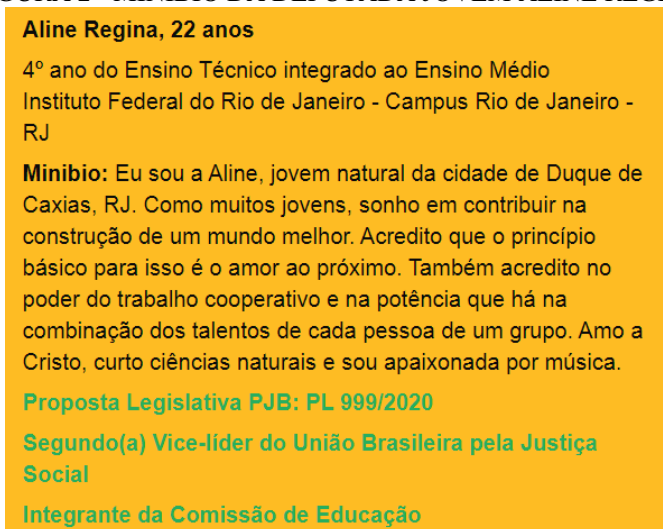 Aline Regina, 22 anos
4º ano do Ensino Técnico integrado ao Ensino Médio
Instituto Federal do Rio de Janeiro - Campus Rio de Janeiro -
RJ
Minibio: Eu sou a Aline, jovem natural da cidade de Duque de
Caxias, RJ. Como muitos jovens, sonho em contribuir na
construção de um mundo melhor. Acredito que o princípio
básico para isso é o amor ao próximo. Também acredito no
poder do trabalho cooperativo e na potência que há na
combinação dos talentos de cada pessoa de um grupo. Amo a
Cristo, curto ciências naturais e sou apaixonada por música.
Proposta Legislativa PJB: PL 999/2020
Segundo(a) Vice-líder do União Brasileira pela Justiça
Social
Integrante da Comissão de Educação